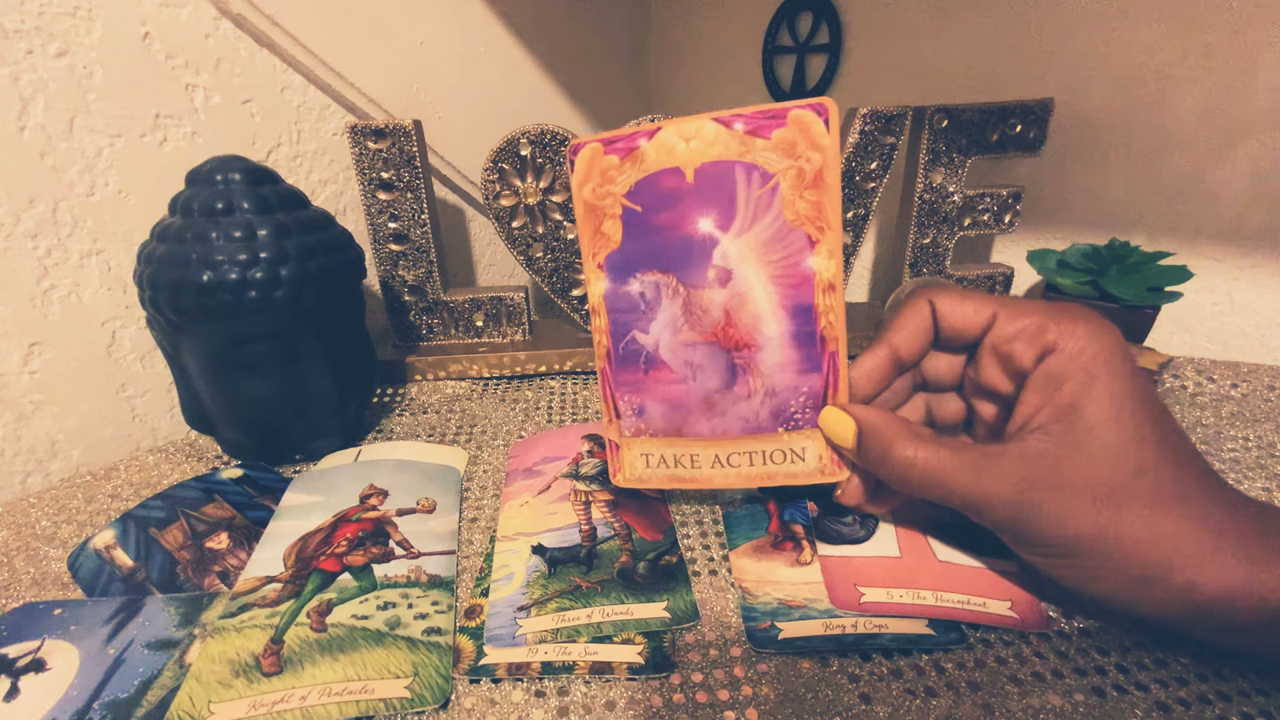 LOVE
TAKE ACTION
Knight of Pentacles
Three of Wands
19 • The Sun
King of Cups
5 • The Hierophant